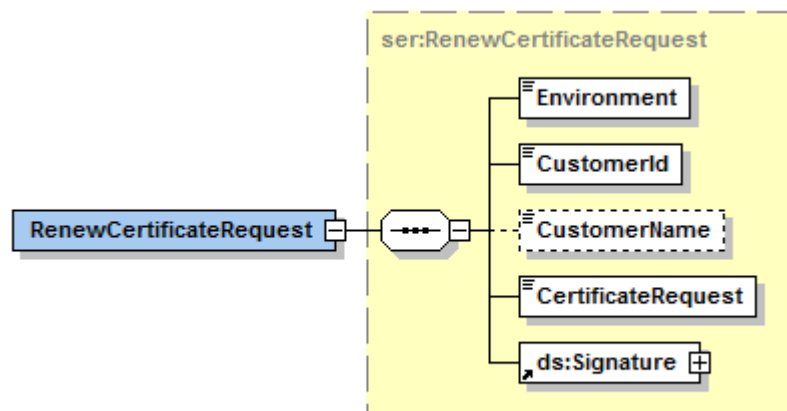 ser:RenewCertificateRequest
Environment
CustomerId
RenewCertificateRequest
CustomerName
CertificateRequest
ds:Signature